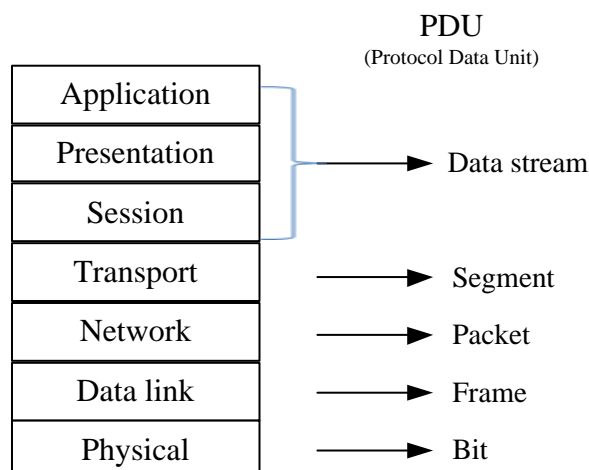 PDU
(Protocol Data Unit)
Application
Presentation
Data stream
Session
Transport
Segment
Network
Packet
Data link
Frame
Physical
Bit